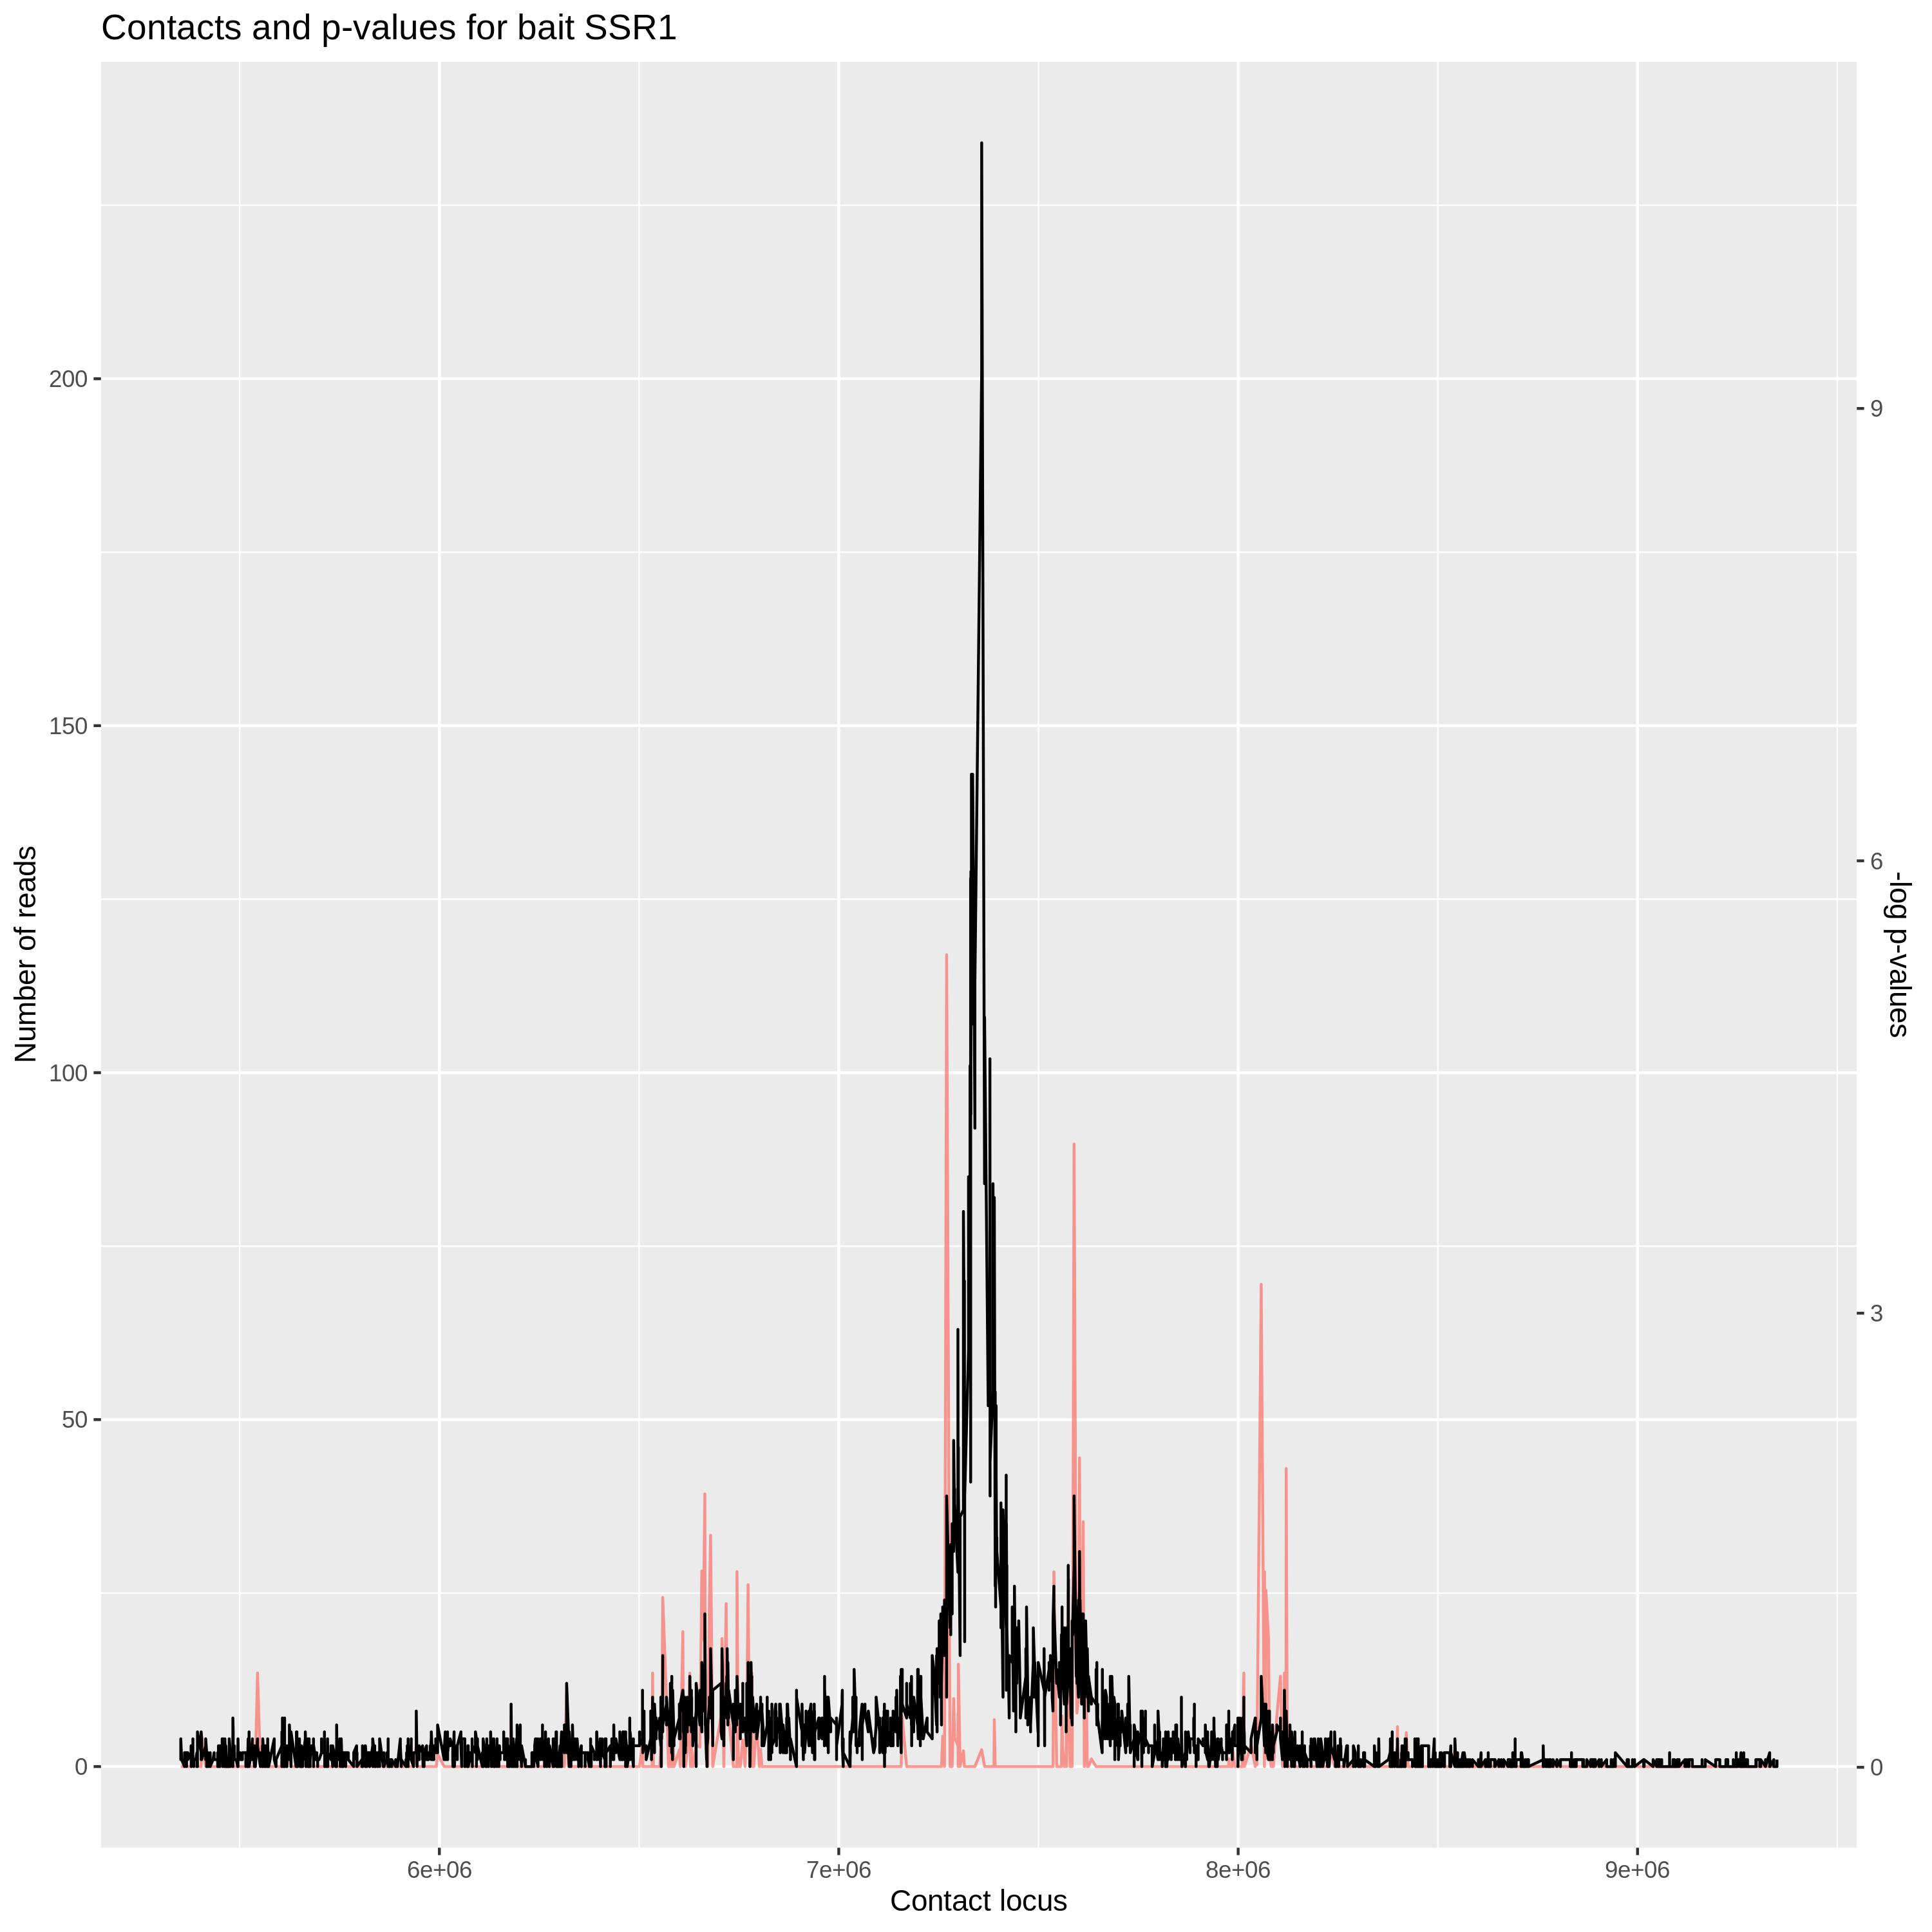 Contacts and p-values for bait SSR1
200
150
100
50
0
Number of reads
9
6
3
0
-log p-values
6e+06
7e+06
8e+06
9e+06
Contact locus